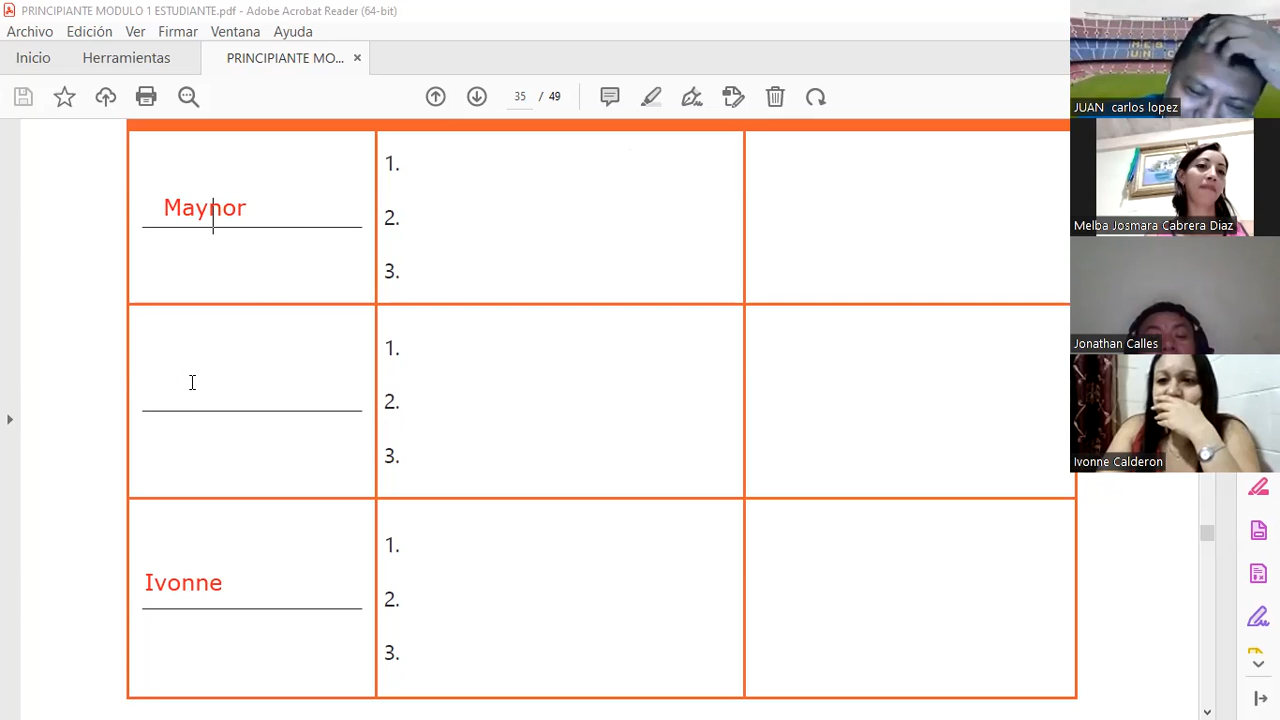 PRINCIPIANTE MODULO 1 ESTUDIANTE.pdf - Adobe Acrobat Reader (64-bit)
Archivo Edición Ver Firmar Ventana Ayuda
Inicio Herramientas PRINCIPIANTE MO... ×
35 / 49
Maynor
1.
2.
3.
1.
2.
3.
Ivonne
1.
2.
3.
JUAN carlos lopez
Melba Josmara Cabrera Diaz
Jonathan Calles
Ivonne Calderon